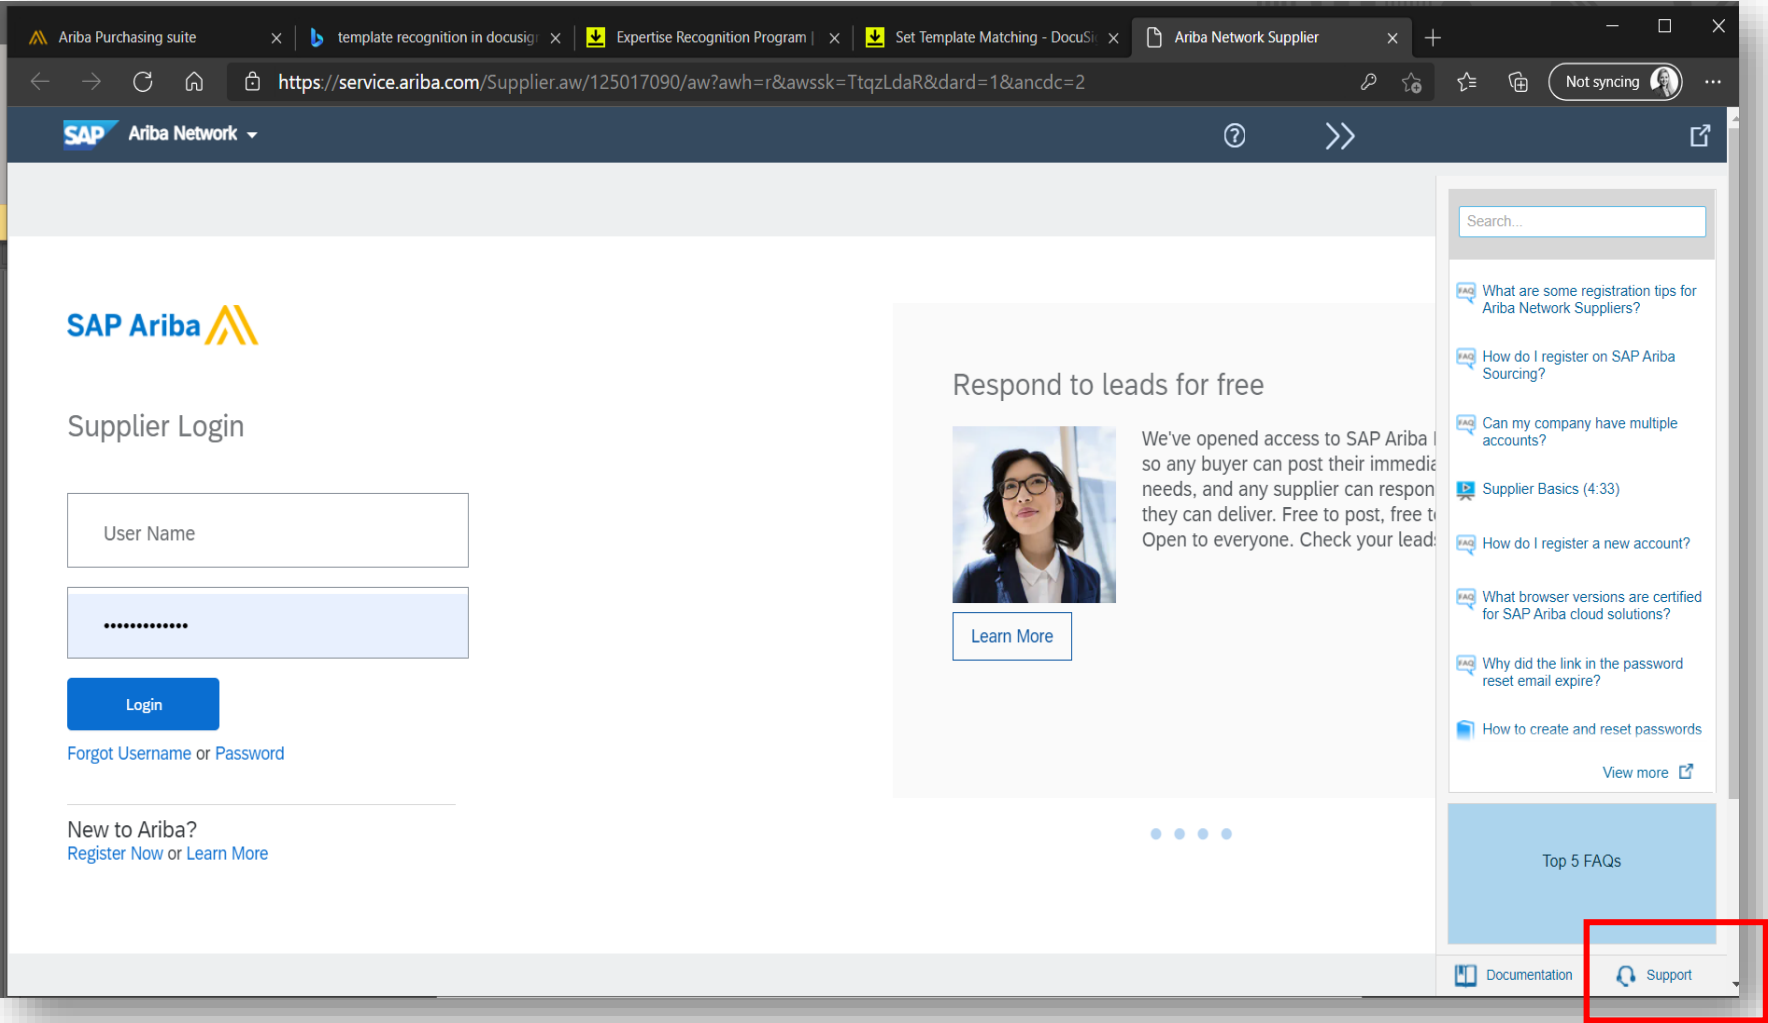 Ariba Purchasing suite
template recognition in docusig
Expertise Recognition Program |
Set Template Matching - DocuSi
Ariba Network Supplier
https://service.ariba.com/Supplier.aw/125017090/aw?awh=r&awssk=TtqzLdaR&dard=1&ancdc=2
Not syncing
SAP Ariba Network
Search...
FAQ What are some registration tips for
Ariba Network Suppliers?
FAQ How do I register on SAP Ariba
Sourcing?
FAQ Can my company have multiple
accounts?
Supplier Basics (4:33)
FAQ How do I register a new account?
FAQ What browser versions are certified
for SAP Ariba cloud solutions?
FAQ Why did the link in the password
reset email expire?
How to create and reset passwords
View more
Top 5 FAQs
Documentation
Support
SAP Ariba
Supplier Login
User Name
•••••••••••••
Login
Forgot Username or Password
New to Ariba?
Register Now or Learn More
Respond to leads for free
We've opened access to SAP Ariba
so any buyer can post their immedia
needs, and any supplier can respon
they can deliver. Free to post, free t
Open to everyone. Check your lead
Learn More